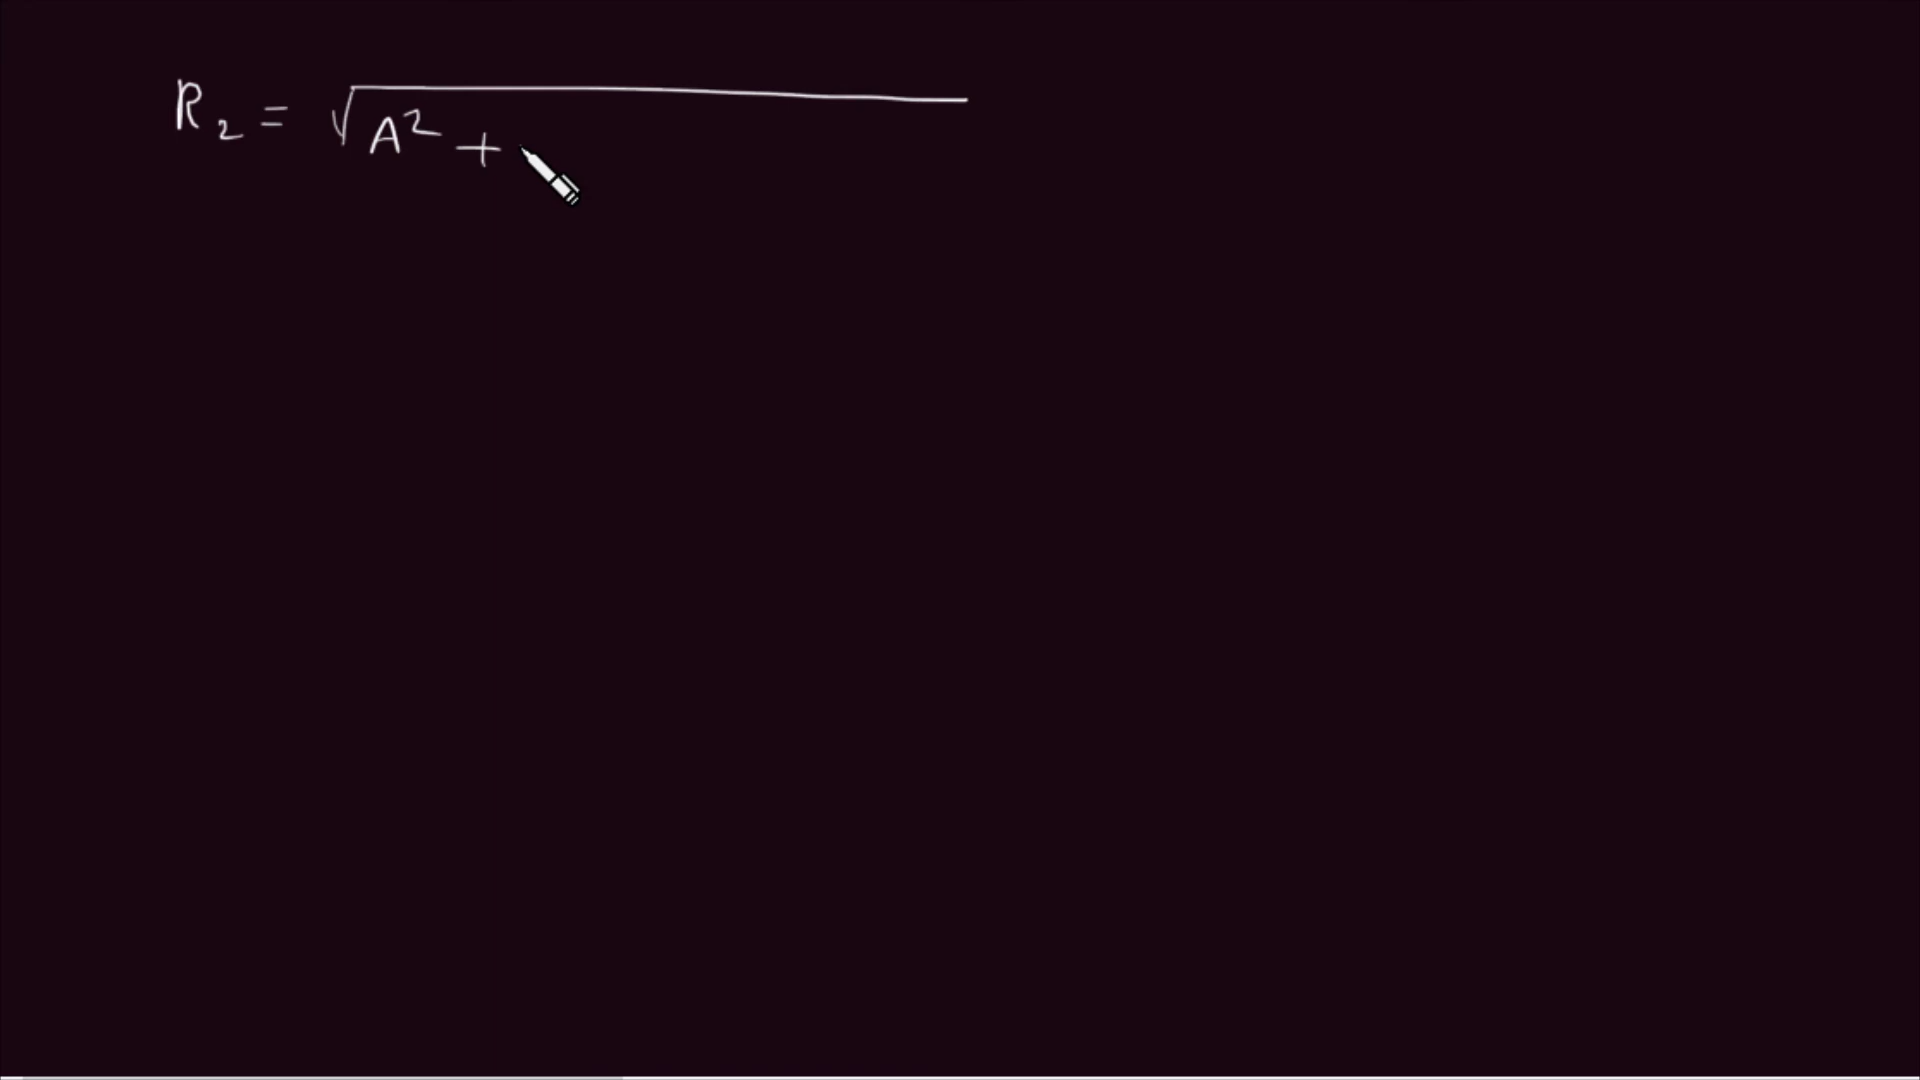 R₂ = √(A² +